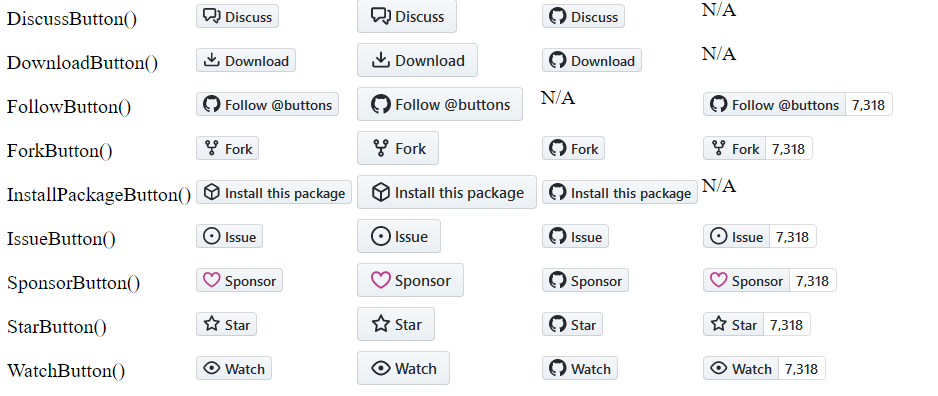 DiscussButton() Discuss Discuss Discuss N/A
DownloadButton() Download Download Download N/A
FollowButton() Follow @buttons Follow @buttons N/A Follow @buttons 7,318
ForkButton() Fork Fork Fork Fork 7,318
InstallPackageButton() Install this package Install this package Install this package N/A
IssueButton() Issue Issue Issue Issue 7,318
SponsorButton() Sponsor Sponsor Sponsor Sponsor 7,318
StarButton() Star Star Star Star 7,318
WatchButton() Watch Watch Watch Watch 7,318